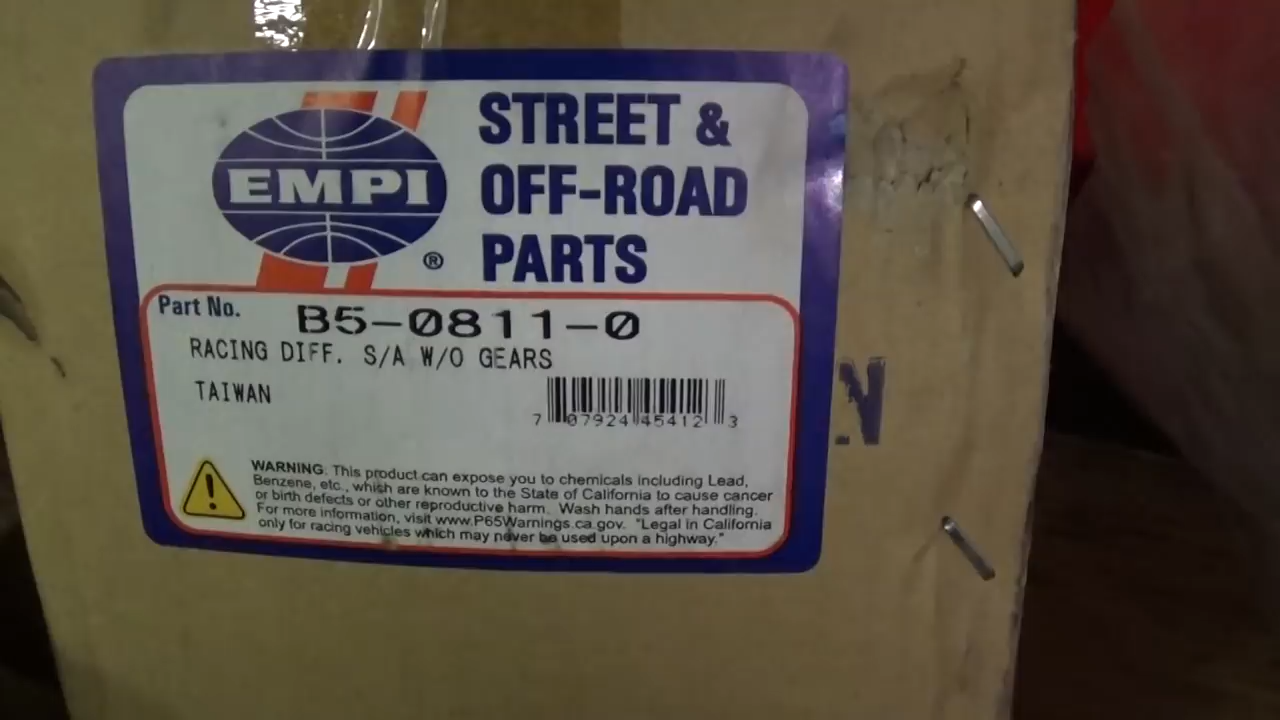 EMPI
®
STREET &
OFF-ROAD
PARTS
Part No. B5-0811-0
RACING DIFF. S/A W/O GEARS
TAIWAN
7 07924 45412 3
WARNING: This product can expose you to chemicals including Lead,
Benzene, etc., which are known to the State of California to cause cancer
or birth defects or other reproductive harm. Wash hands after handling.
For more information, visit www.P65Warnings.ca.gov. "Legal in California
only for racing vehicles which may never be used upon a highway."
N